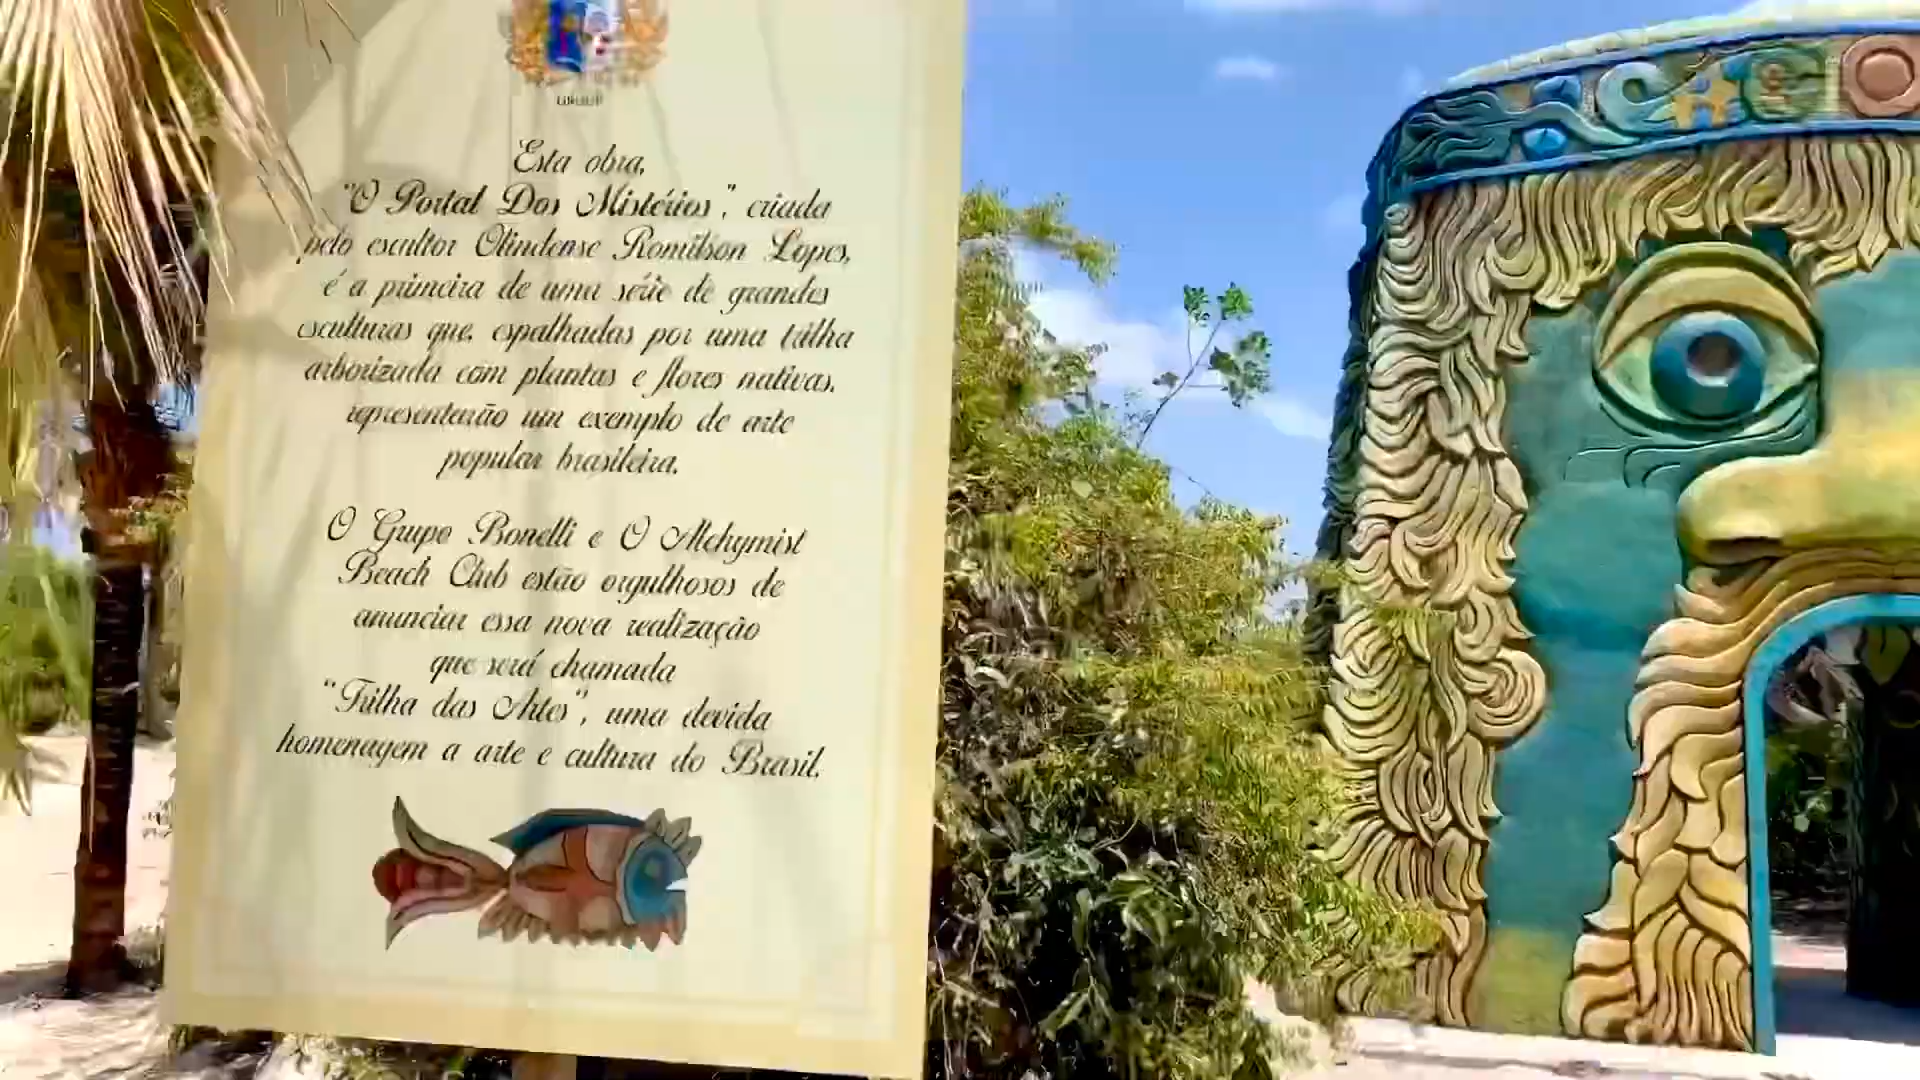 Esta obra,
"O Portal Dos Mistérios", criada
pelo escultor Olindense Romilson Lopes,
é a primeira de uma série de grandes
esculturas que, espalhadas por uma trilha
arborizada com plantas e flores nativas,
representarão um exemplo de arte
popular brasileira.
O Grupo Bonelli e O Alchymist
Beach Club estão orgulhosos de
anunciar essa nova realização
que será chamada
"Trilha das Artes", uma devida
homenagem a arte e cultura do Brasil.